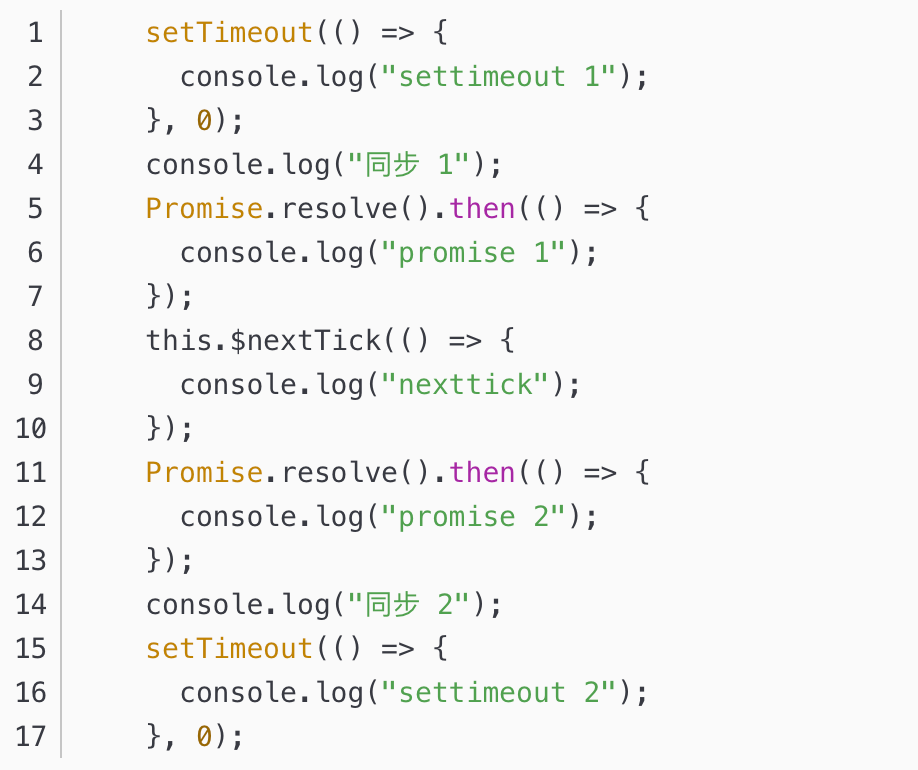 1 setTimeout(() => {
2   console.log("settimeout 1");
3 }, 0);
4 console.log("同步 1");
5 Promise.resolve().then(() => {
6   console.log("promise 1");
7 });
8 this.$nextTick(() => {
9   console.log("nexttick");
10 });
11 Promise.resolve().then(() => {
12   console.log("promise 2");
13 });
14 console.log("同步 2");
15 setTimeout(() => {
16   console.log("settimeout 2");
17 }, 0);